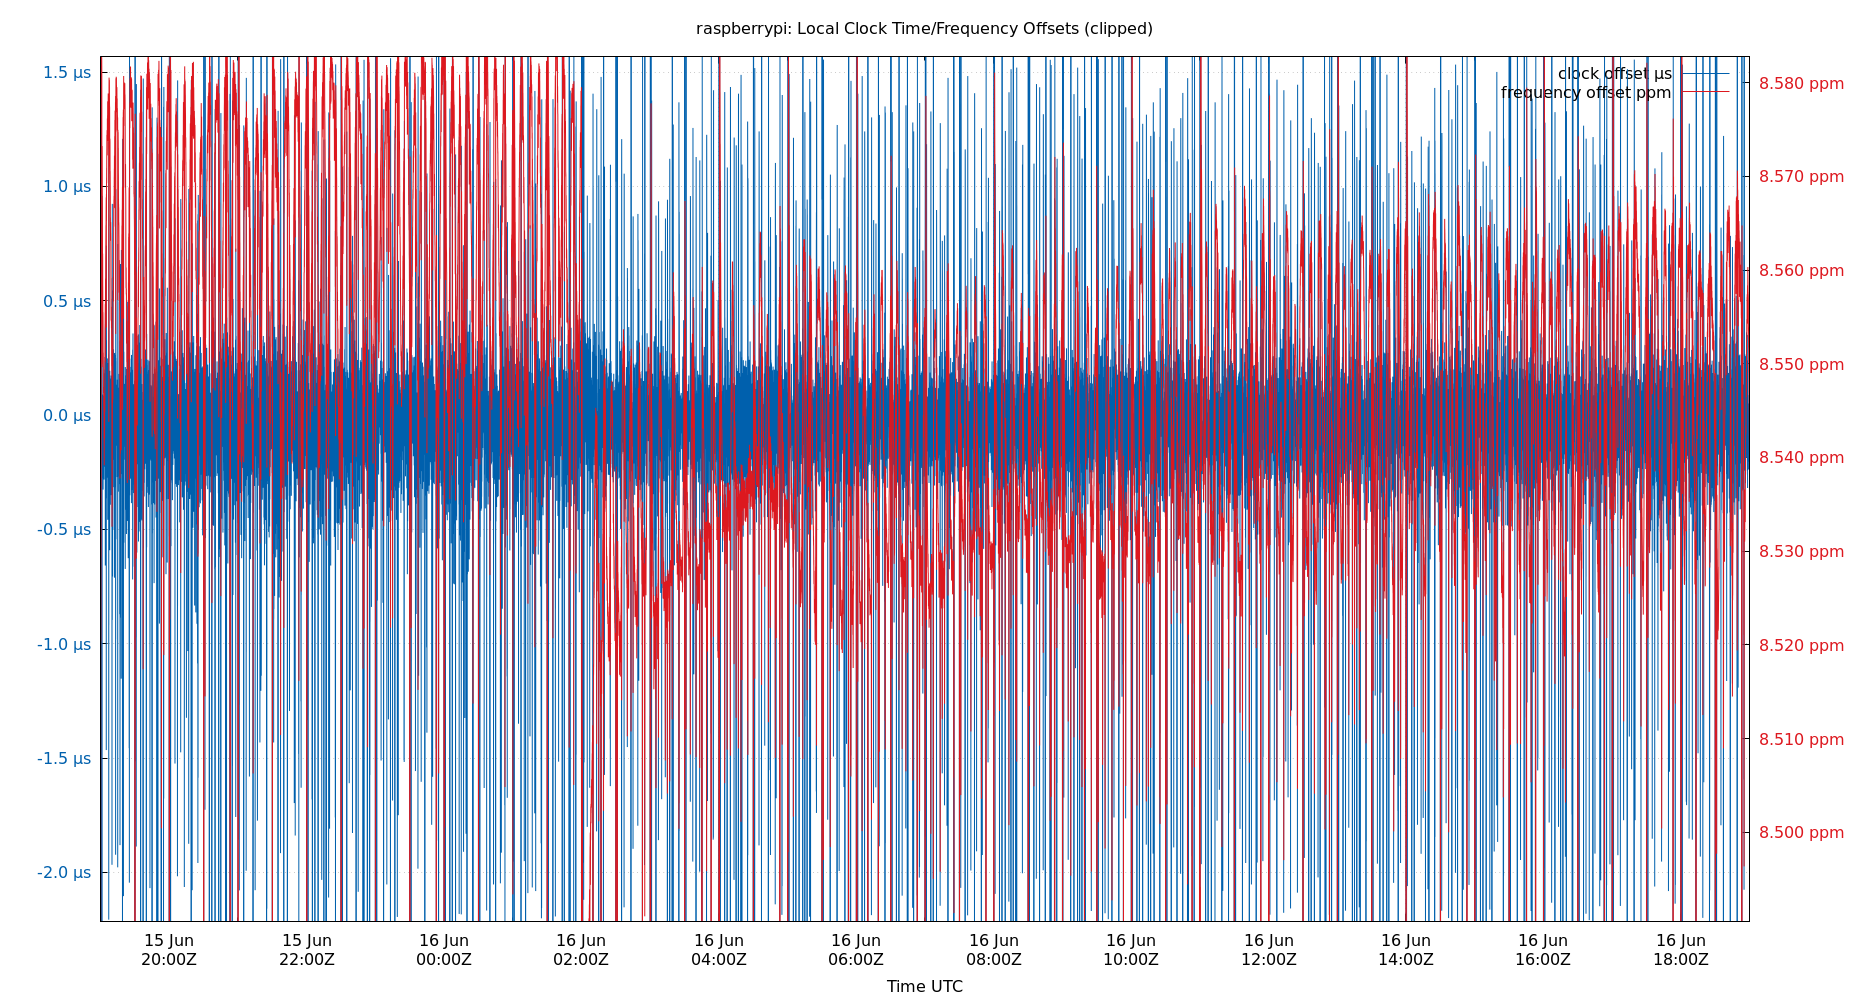 raspberrypi: Local Clock Time/Frequency Offsets (clipped)
clock offset µs
frequency offset ppm
1.5 µs
1.0 µs
0.5 µs
0.0 µs
-0.5 µs
-1.0 µs
-1.5 µs
-2.0 µs
8.580 ppm
8.570 ppm
8.560 ppm
8.550 ppm
8.540 ppm
8.530 ppm
8.520 ppm
8.510 ppm
8.500 ppm
15 Jun
20:00Z
15 Jun
22:00Z
16 Jun
00:00Z
16 Jun
02:00Z
16 Jun
04:00Z
16 Jun
06:00Z
16 Jun
08:00Z
16 Jun
10:00Z
16 Jun
12:00Z
16 Jun
14:00Z
16 Jun
16:00Z
16 Jun
18:00Z
Time UTC